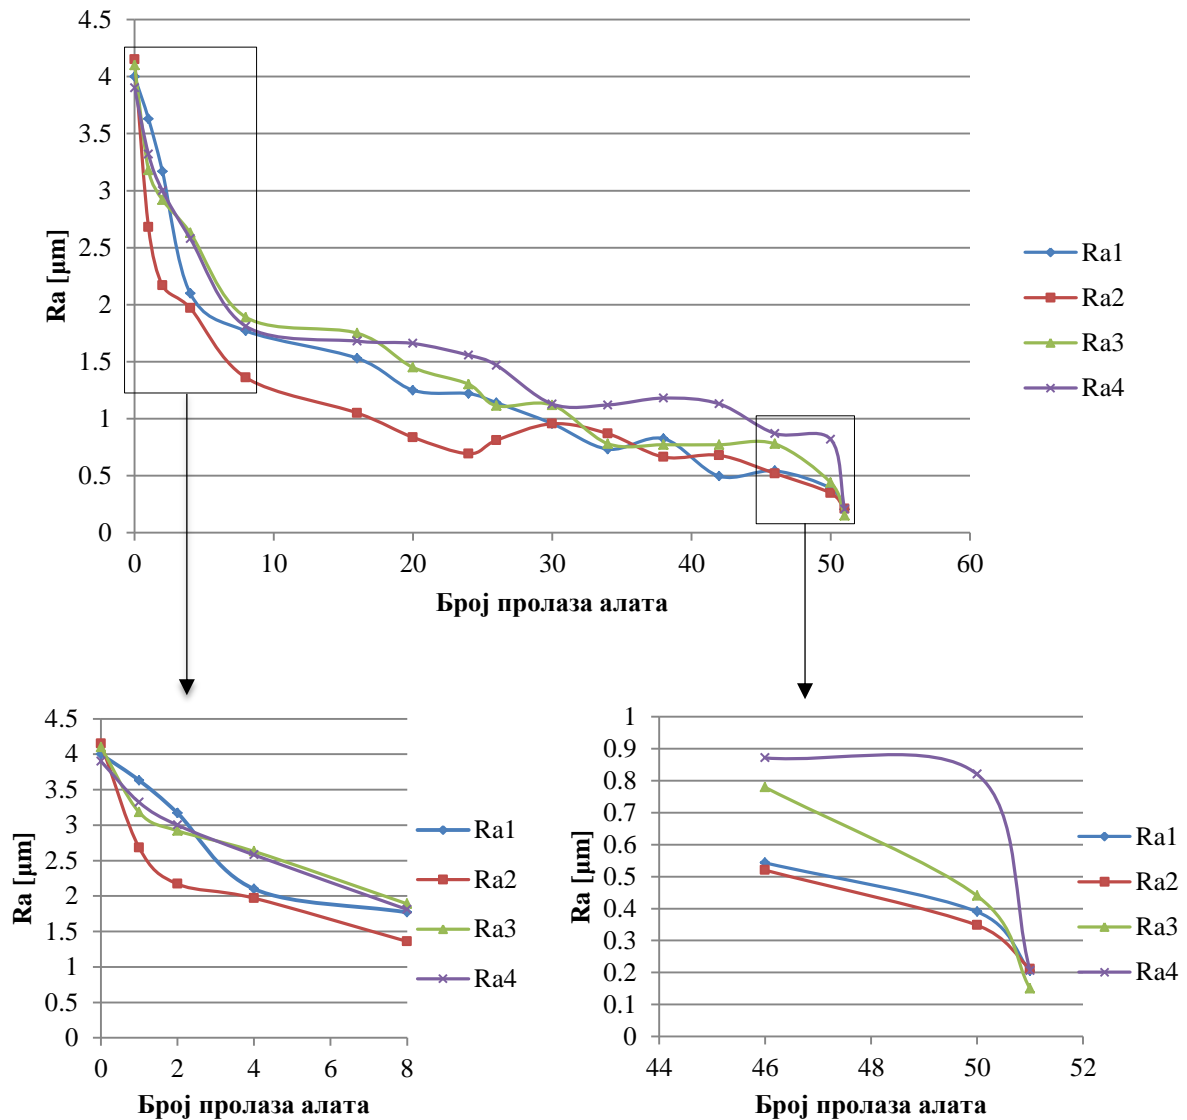 4.5
4
3.5
3
2.5
2
1.5
1
0.5
0
Ra [µm]
0 10 20 30 40 50 60
Број пролаза алата
Ra1
Ra2
Ra3
Ra4
4.5
4
3.5
3
2.5
2
1.5
1
0.5
0
Ra [µm]
0 2 4 6 8
Број пролаза алата
Ra1
Ra2
Ra3
Ra4
1
0.9
0.8
0.7
0.6
0.5
0.4
0.3
0.2
0.1
0
Ra [µm]
44 46 48 50 52
Број пролаза алата
Ra1
Ra2
Ra3
Ra4